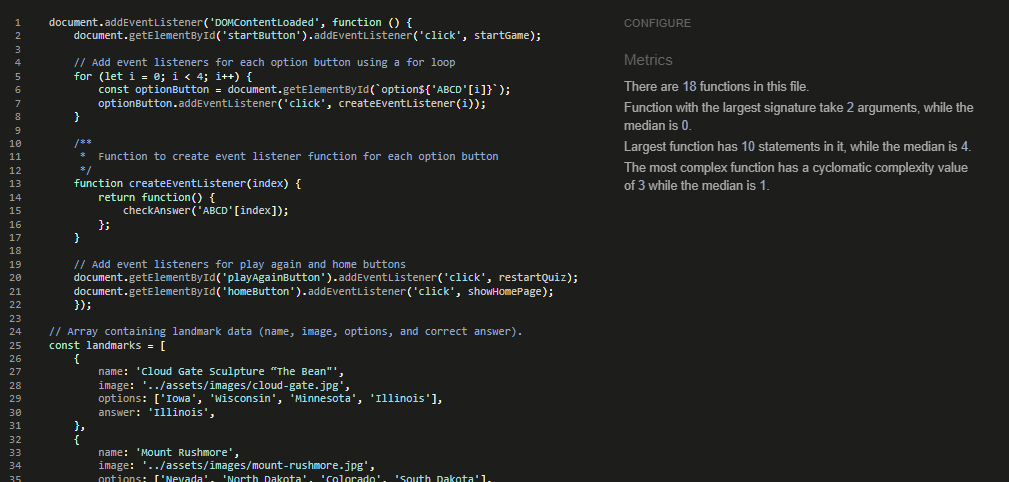 1 document.addEventListener('DOMContentLoaded', function () {
2 document.getElementById('startButton').addEventListener('click', startGame);
3
4 // Add event listeners for each option button using a for loop
5 for (let i = 0; i < 4; i++) {
6 const optionButton = document.getElementById(`option${'ABCD'[i]}`);
7 optionButton.addEventListener('click', createEventListener(i));
8 }
9
10 /**
11 * Function to create event listener function for each option button
12 */
13 function createEventListener(index) {
14 return function() {
15 checkAnswer('ABCD'[index]);
16 };
17 }
18
19 // Add event listeners for play again and home buttons
20 document.getElementById('playAgainButton').addEventListener('click', restartQuiz);
21 document.getElementById('homeButton').addEventListener('click', showHomePage);
22 });
23
24 // Array containing landmark data (name, image, options, and correct answer).
25 const landmarks = [
26 {
27 name: 'Cloud Gate Sculpture “The Bean"',
28 image: '../assets/images/cloud-gate.jpg',
29 options: ['Iowa', 'Wisconsin', 'Minnesota', 'Illinois'],
30 answer: 'Illinois',
31 },
32 {
33 name: 'Mount Rushmore',
34 image: '../assets/images/mount-rushmore.jpg',
35 options: ['Nevada', 'North Dakota', 'Colorado', 'South Dakota'],
CONFIGURE
Metrics
There are 18 functions in this file.
Function with the largest signature take 2 arguments, while the
median is 0.
Largest function has 10 statements in it, while the median is 4.
The most complex function has a cyclomatic complexity value
of 3 while the median is 1.